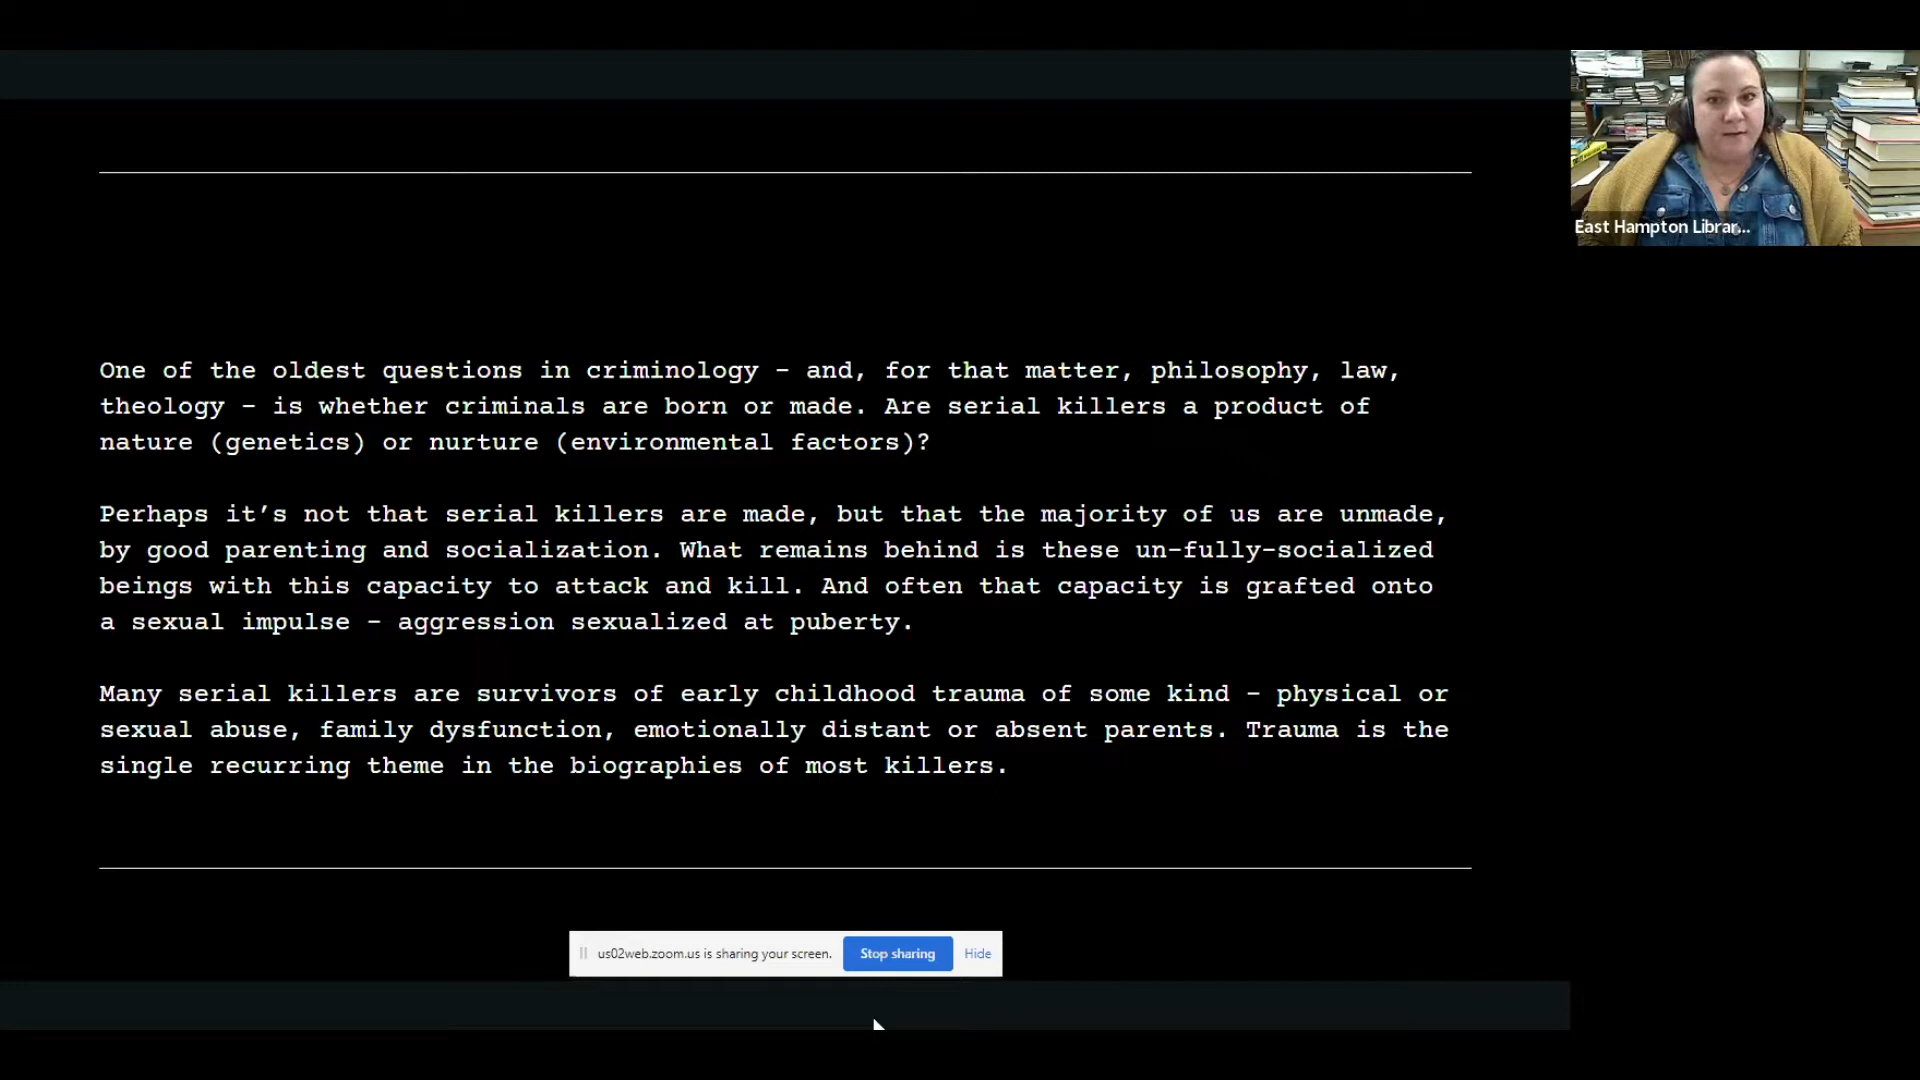 East Hampton Librar...
One of the oldest questions in criminology – and, for that matter, philosophy, law,
theology – is whether criminals are born or made. Are serial killers a product of
nature (genetics) or nurture (environmental factors)?
Perhaps it’s not that serial killers are made, but that the majority of us are unmade,
by good parenting and socialization. What remains behind is these un-fully-socialized
beings with this capacity to attack and kill. And often that capacity is grafted onto
a sexual impulse – aggression sexualized at puberty.
Many serial killers are survivors of early childhood trauma of some kind – physical or
sexual abuse, family dysfunction, emotionally distant or absent parents. Trauma is the
single recurring theme in the biographies of most killers.
us02web.zoom.us is sharing your screen. Stop sharing Hide